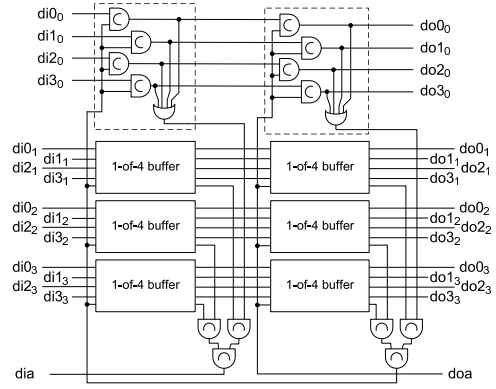 di0₀ do0₀
di1₀ do1₀
di2₀ do2₀
di3₀ do3₀
di0₁ do0₁
di1₁ 1-of-4 buffer 1-of-4 buffer do1₁
di2₁ do2₁
di3₁ do3₁
di0₂ do0₂
di1₂ 1-of-4 buffer 1-of-4 buffer do1₂
di2₂ do2₂
di3₂ do3₂
di0₃ do0₃
di1₃ 1-of-4 buffer 1-of-4 buffer do1₃
di2₃ do2₃
di3₃ do3₃
C C C C C C C C C C C C C C
dia doa